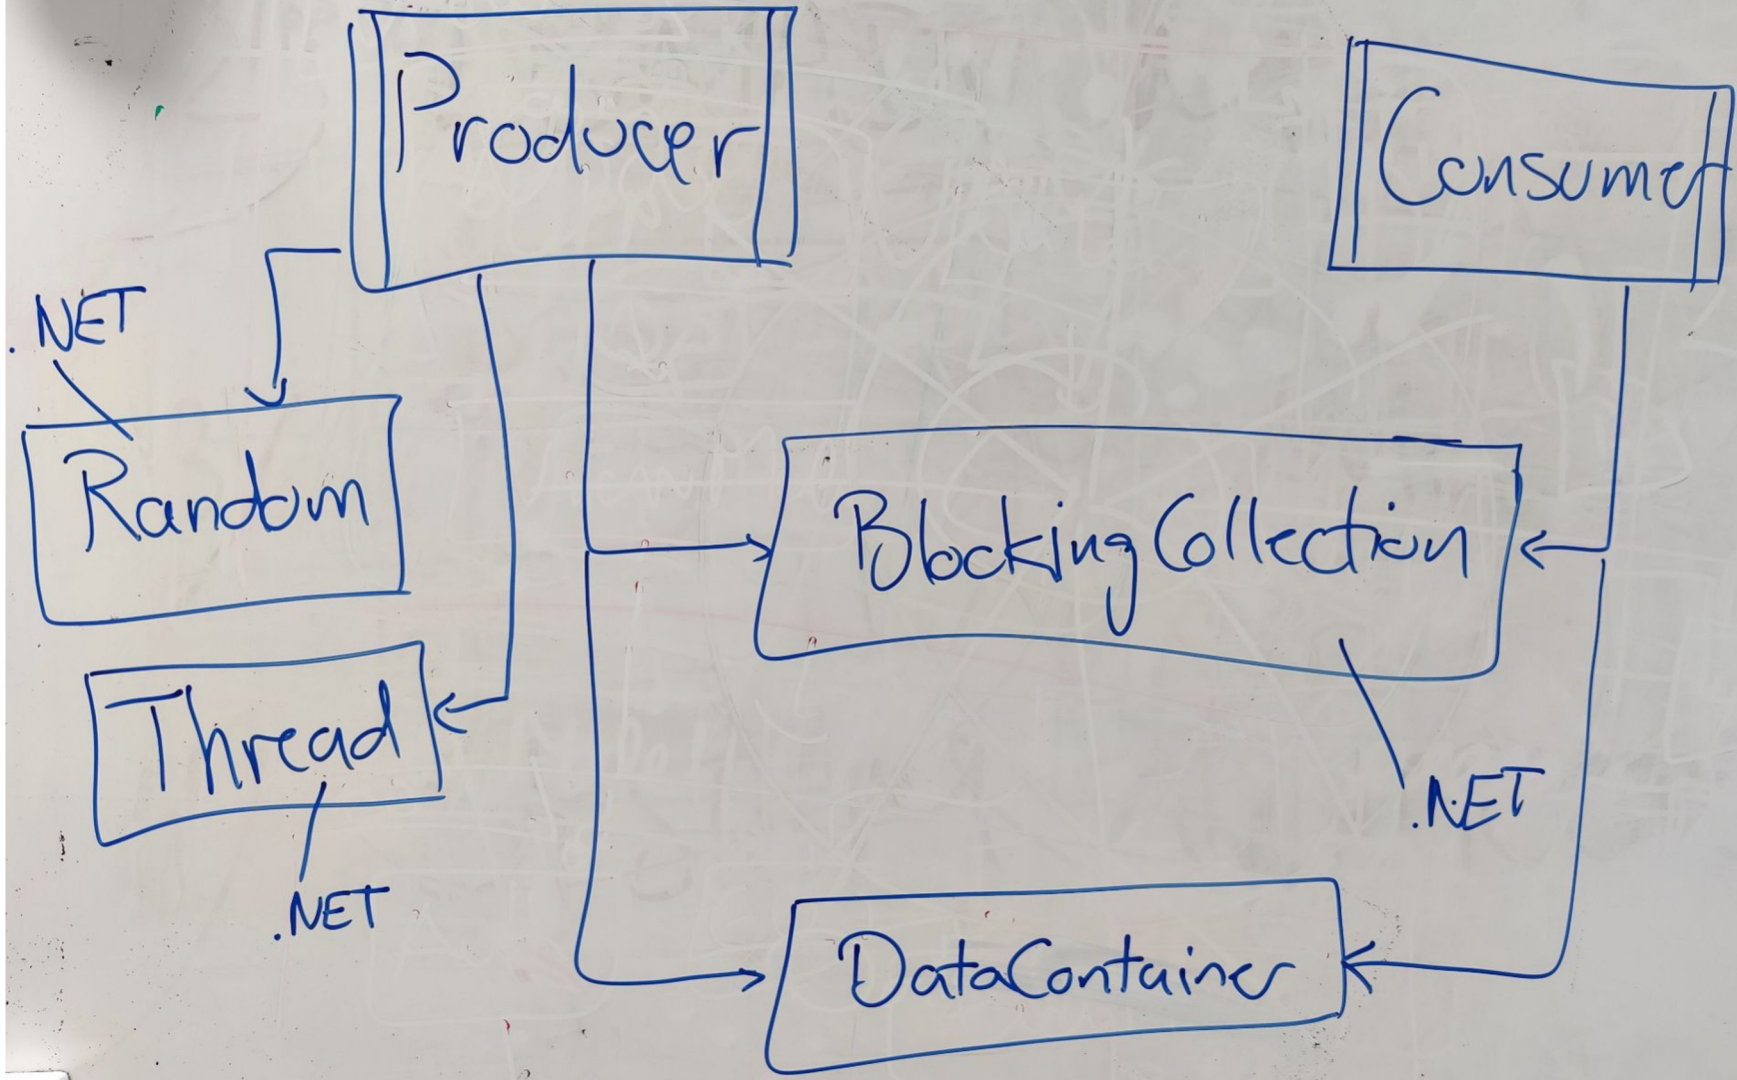 Producer
Consumer
.NET
Random
BlockingCollection
Thread
.NET
.NET
DataContainer